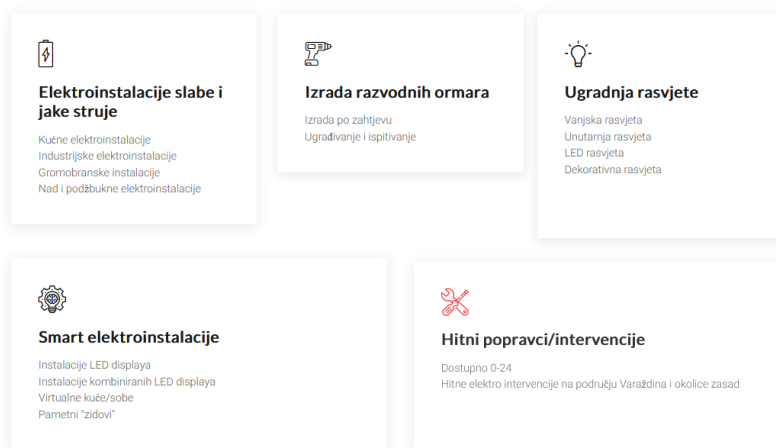 Elektroinstalacije slabe i
jake struje
Kućne elektroinstalacije
Industrijske elektroinstalacije
Gromobranske instalacije
Nad i podžbukne elektroinstalacije
Izrada razvodnih ormara
Izrada po zahtjevu
Ugrađivanje i ispitivanje
Ugradnja rasvjete
Vanjska rasvjeta
Unutarnja rasvjeta
LED rasvjeta
Dekorativna rasvjeta
Smart elektroinstalacije
Instalacije LED displaya
Instalacije kombiniranih LED displaya
Virtualne kuće/sobe
Pametni "zidovi"
Hitni popravci/intervencije
Dostupno 0-24
Hitne elektro intervencije na području Varaždina i okolice zasad